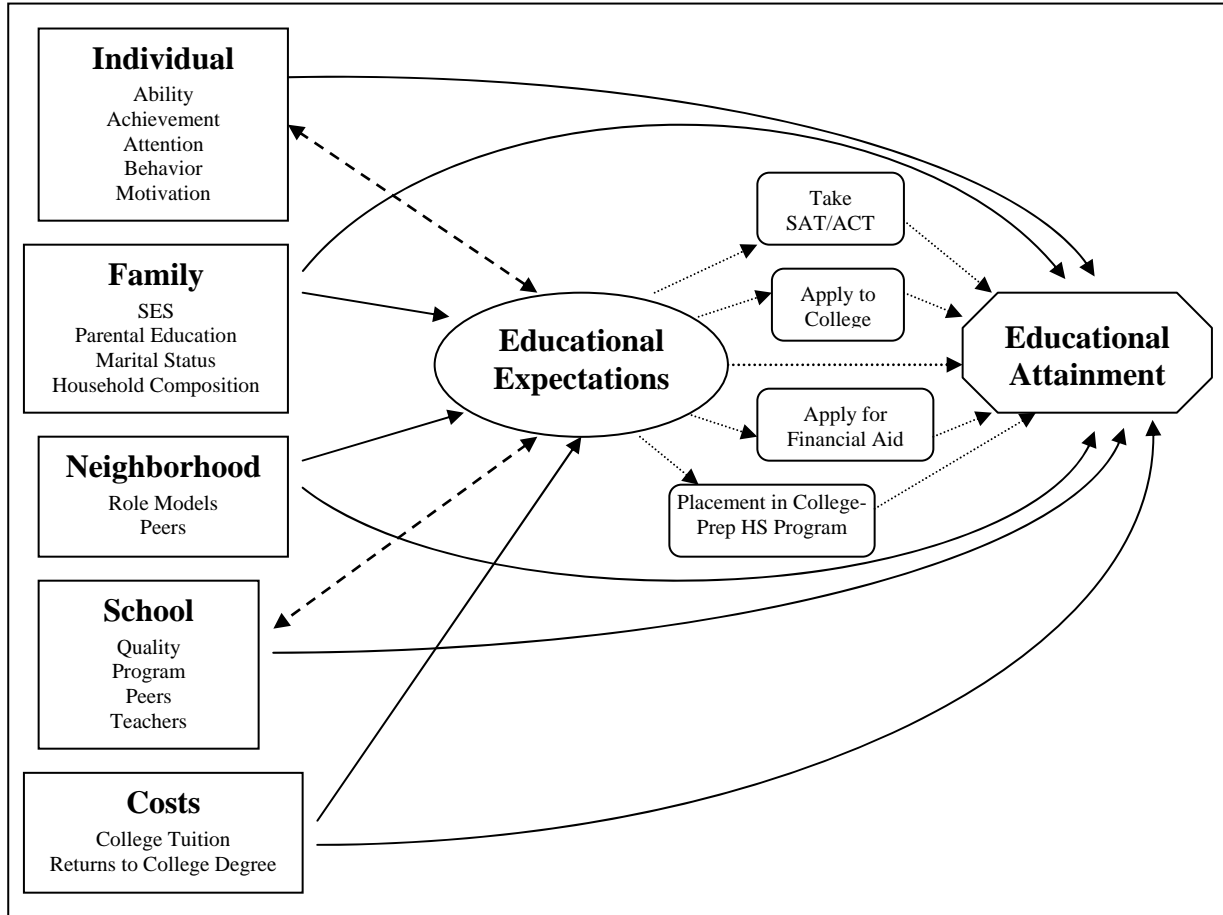 Individual
Ability
Achievement
Attention
Behavior
Motivation
Family
SES
Parental Education
Marital Status
Household Composition
Neighborhood
Role Models
Peers
School
Quality
Program
Peers
Teachers
Costs
College Tuition
Returns to College Degree
Educational
Expectations
Take
SAT/ACT
Apply to
College
Apply for
Financial Aid
Placement in College-
Prep HS Program
Educational
Attainment